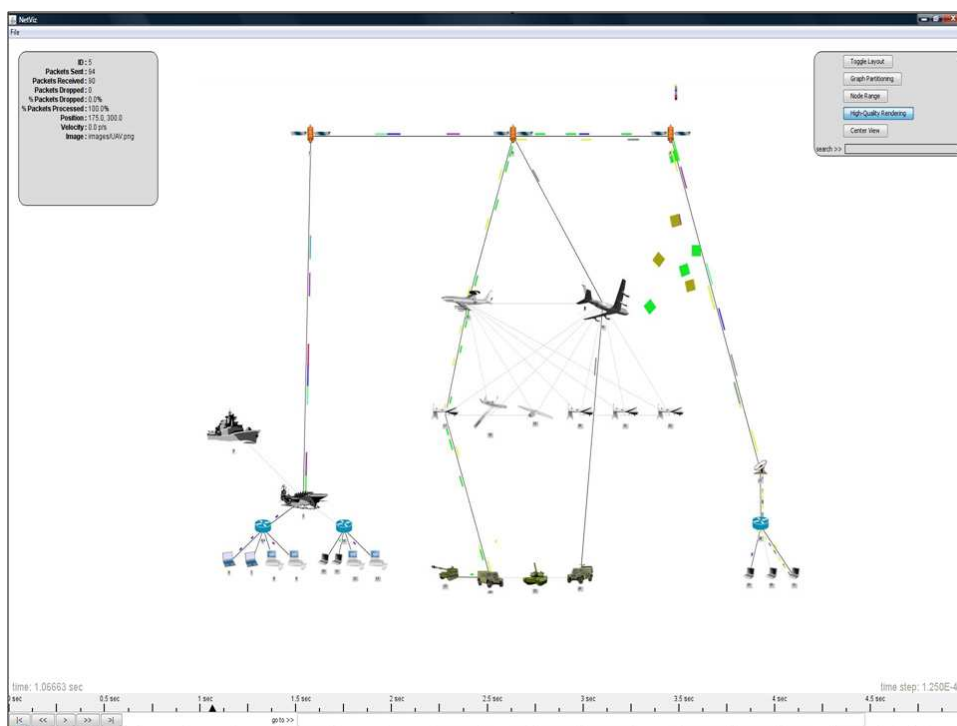 NetViz
File
ID : 5
Packets Sent : 94
Packets Received : 90
Packets Dropped : 0
% Packets Dropped : 0.0%
% Packets Processed : 100.0%
Position : 175.0, 300.0
Velocity : 0.0 p/s
Image : images/UAV.png
Toggle Layout
Graph Partitioning
Node Range
High-Quality Rendering
Center View
search >>
time: 1.06663 sec
time step: 1.250E-4
0 sec 0.5 sec 1 sec 1.5 sec 2 sec 2.5 sec 3 sec 3.5 sec 4 sec 4.5 sec
|< << > >> >| go to >>